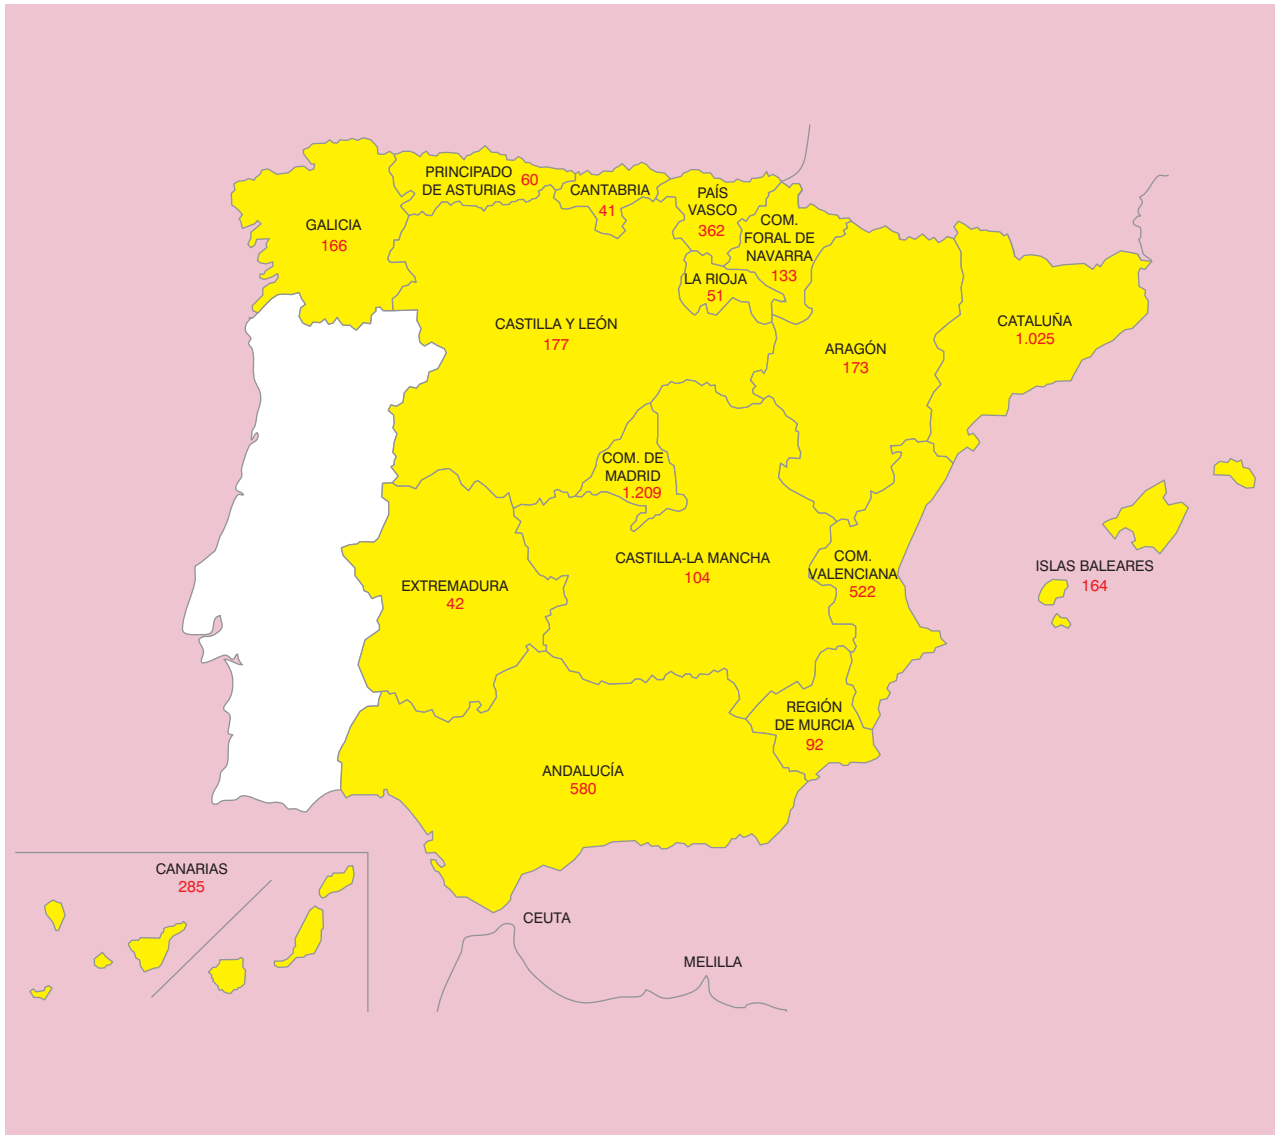 PRINCIPADO
DE ASTURIAS
60
CANTABRIA
41
PAÍS
VASCO
362
COM.
FORAL DE
NAVARRA
133
GALICIA
166
LA RIOJA
51
CASTILLA Y LEÓN
177
ARAGÓN
173
CATALUÑA
1.025
COM. DE
MADRID
1.209
CASTILLA-LA MANCHA
104
COM.
VALENCIANA
522
ISLAS BALEARES
164
EXTREMADURA
42
REGIÓN
DE MURCIA
92
ANDALUCÍA
580
CANARIAS
285
CEUTA
MELILLA